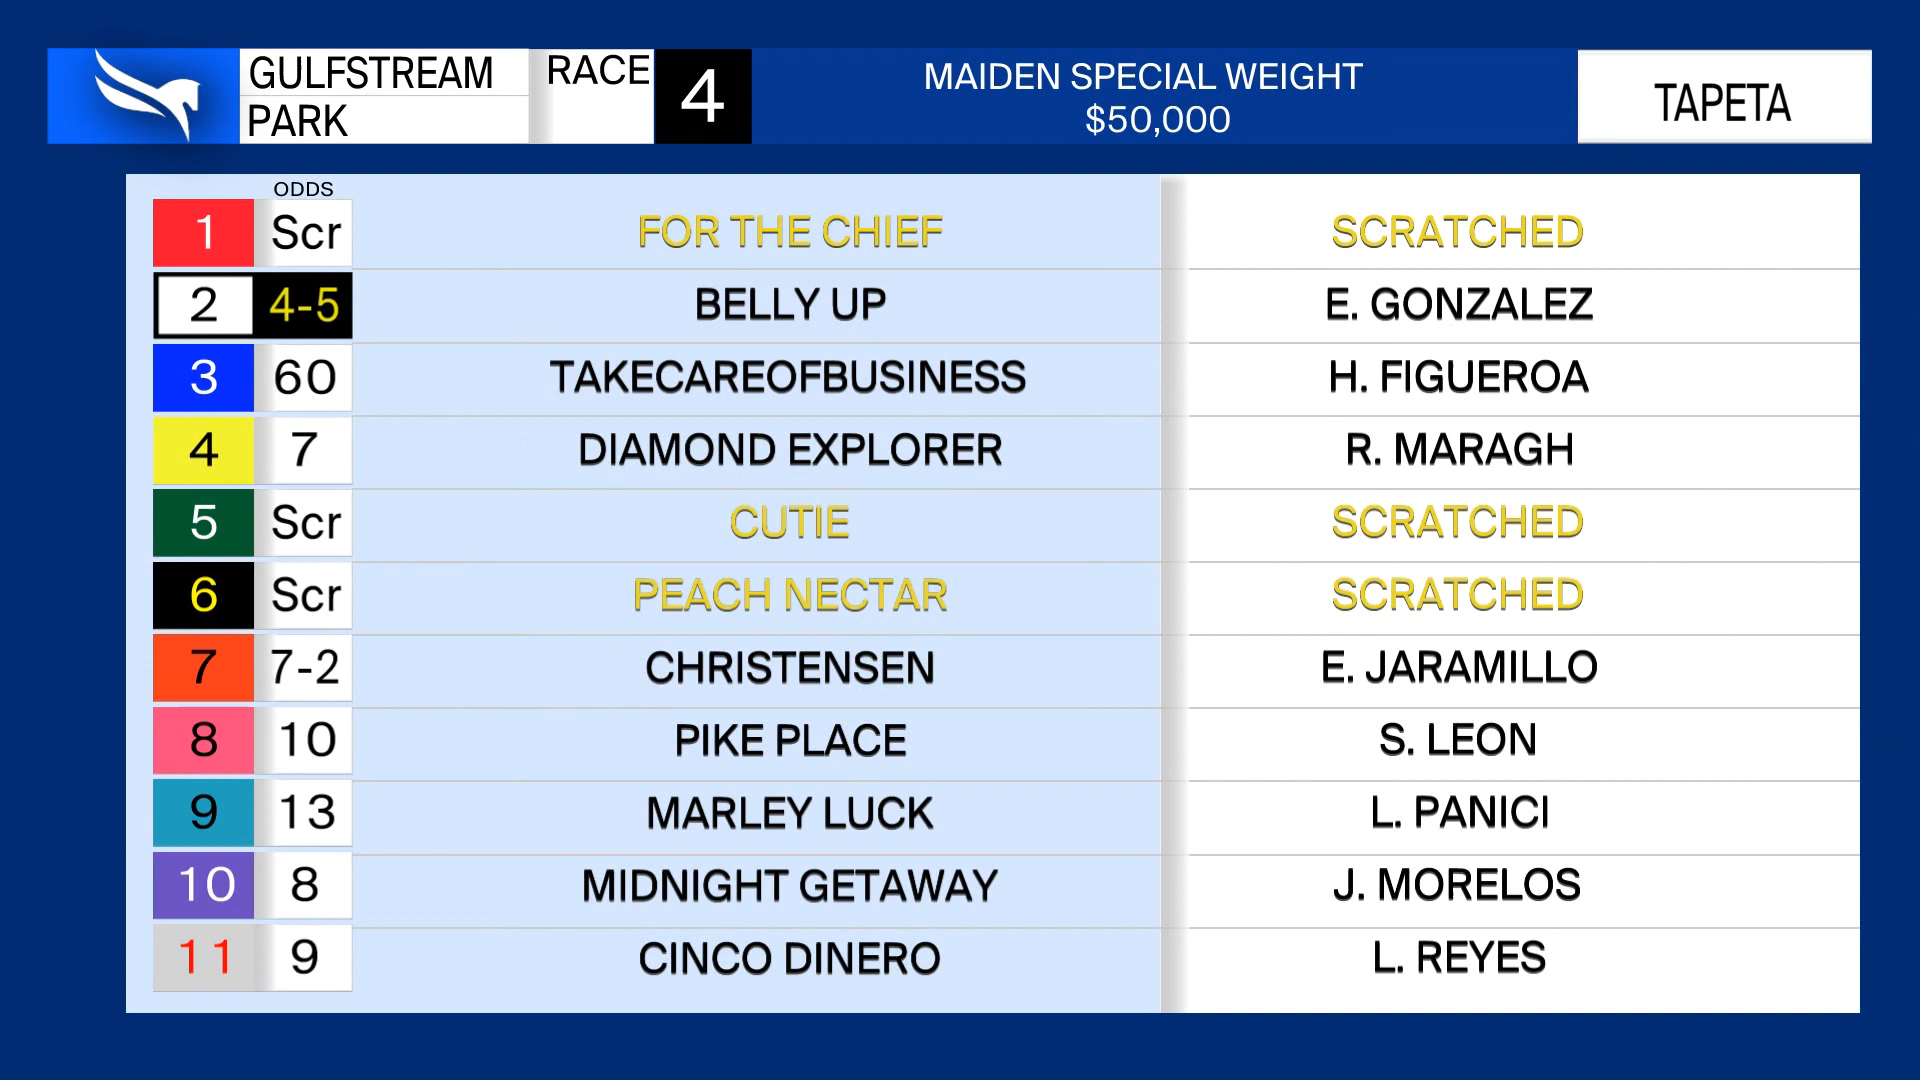 GULFSTREAM
PARK
RACE
4
MAIDEN SPECIAL WEIGHT
$50,000
TAPETA
ODDS
1 Scr FOR THE CHIEF SCRATCHED
2 4-5 BELLY UP E. GONZALEZ
3 60 TAKECAREOFBUSINESS H. FIGUEROA
4 7 DIAMOND EXPLORER R. MARAGH
5 Scr CUTIE SCRATCHED
6 Scr PEACH NECTAR SCRATCHED
7 7-2 CHRISTENSEN E. JARAMILLO
8 10 PIKE PLACE S. LEON
9 13 MARLEY LUCK L. PANICI
10 8 MIDNIGHT GETAWAY J. MORELOS
11 9 CINCO DINERO L. REYES